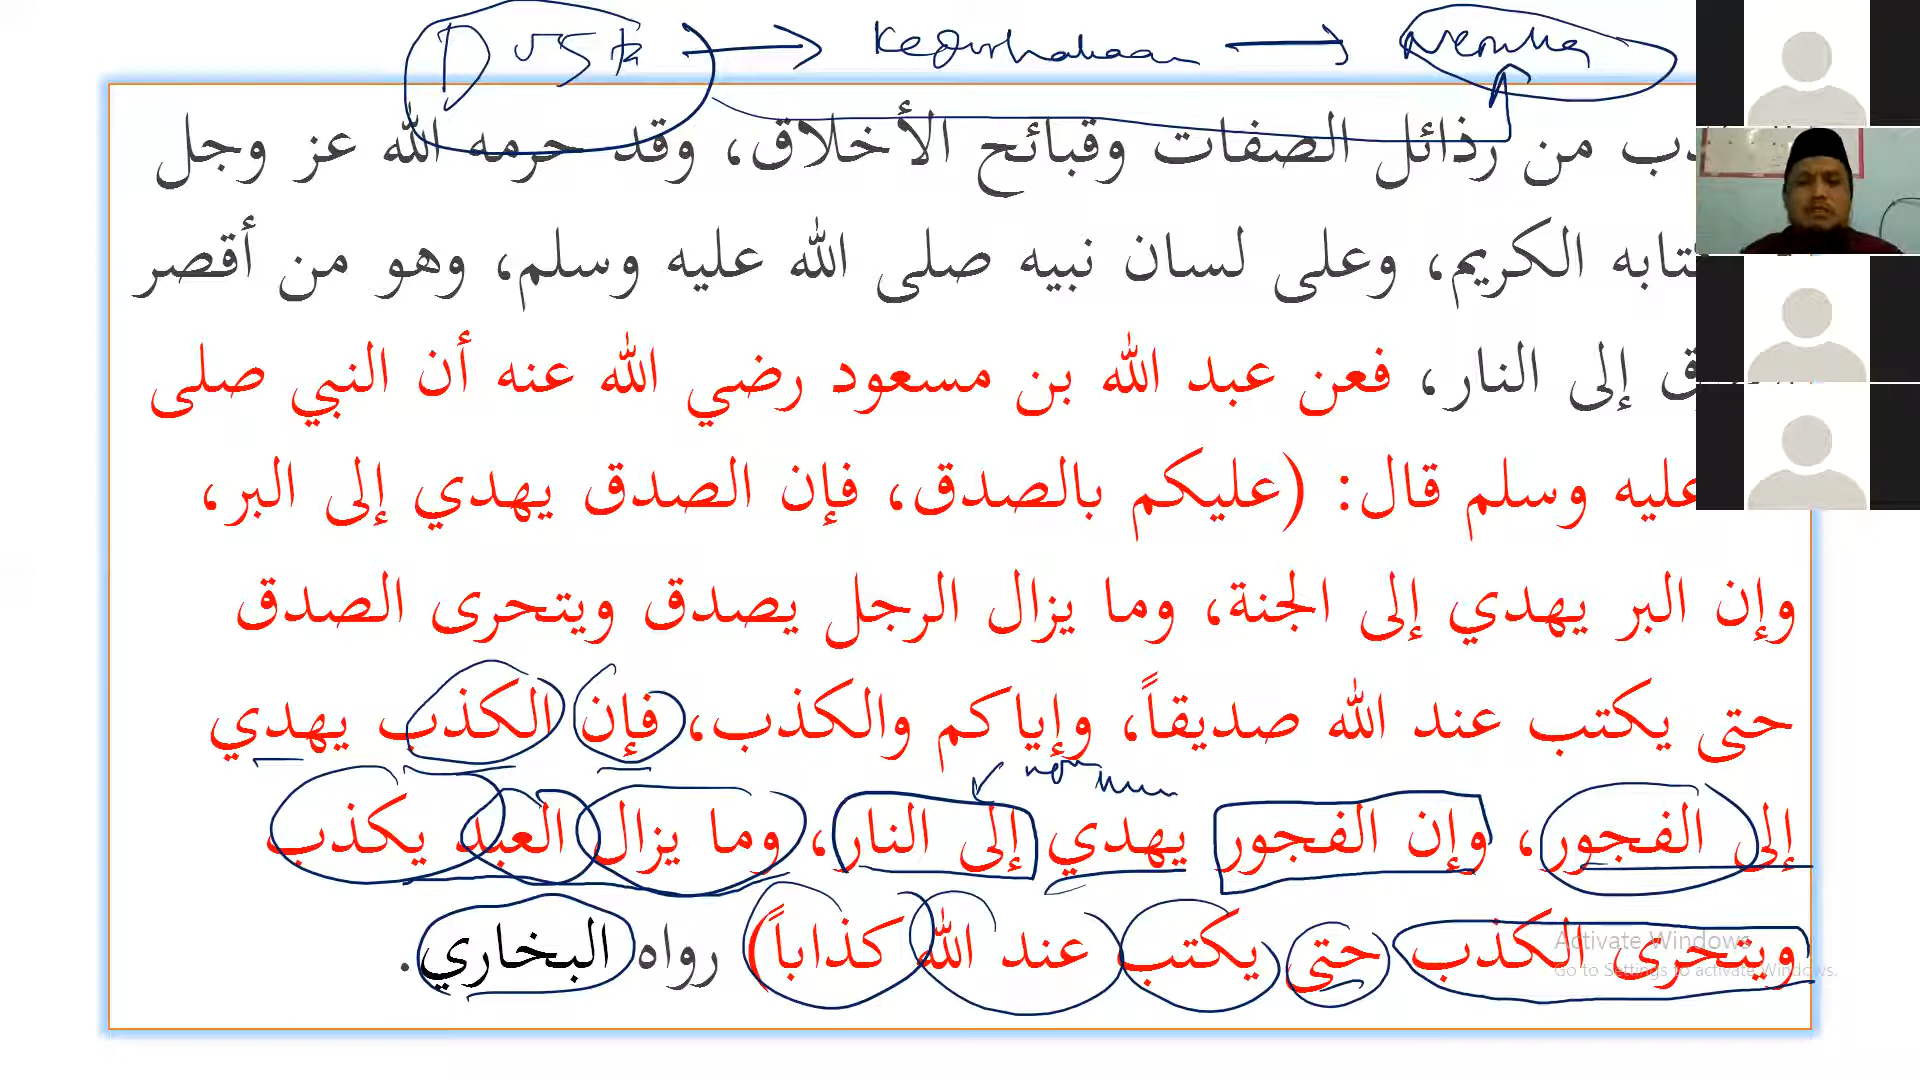 Dusta → Kedurhakaan → Neraka
من رذائل الصفات وقبائح الأخلاق، وقد حرمه الله عز وجل
الكريم، وعلى لسان نبيه صلى الله عليه وسلم، وهو من أقصر
إلى النار، فعن عبد الله بن مسعود رضي الله عنه أن النبي صلى
عليه وسلم قال: (عليكم بالصدق، فإن الصدق يهدي إلى البر،
وإن البر يهدي إلى الجنة، وما يزال الرجل يصدق ويتحرى الصدق
حتى يكتب عند الله صديقاً، وإياكم والكذب، فإن الكذب يهدي
إلى الفجور، وإن الفجور يهدي إلى النار، وما يزال العبد يكذب
ويتحرى الكذب حتى يكتب عند الله كذاباً) رواه البخاري.
Activate Windows
Go to Settings to activate Windows.